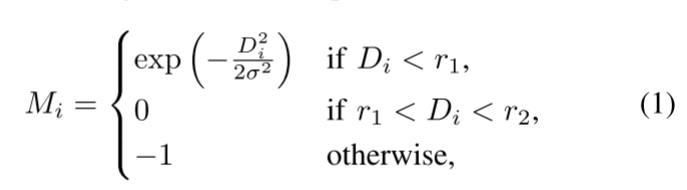 M_i = { exp(−D_i^2 / 2σ^2) if D_i < r_1,
0 if r_1 < D_i < r_2, (1)
−1 otherwise,